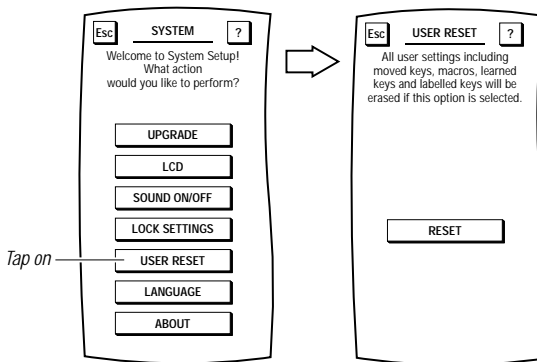 Esc SYSTEM ?
Welcome to System Setup!
What action
would you like to perform?
UPGRADE
LCD
SOUND ON/OFF
LOCK SETTINGS
Tap on USER RESET
LANGUAGE
ABOUT
Esc USER RESET ?
All user settings including
moved keys, macros, learned
keys and labelled keys will be
erased if this option is selected.
RESET